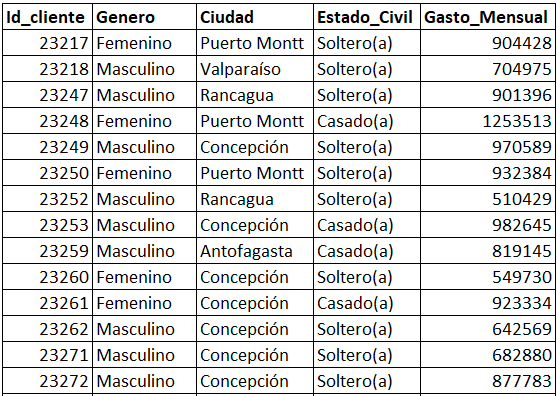 Id_cliente Genero Ciudad Estado_Civil Gasto_Mensual
23217 Femenino Puerto Montt Soltero(a) 904428
23218 Masculino Valparaíso Soltero(a) 704975
23247 Masculino Rancagua Soltero(a) 901396
23248 Femenino Puerto Montt Casado(a) 1253513
23249 Masculino Concepción Soltero(a) 970589
23250 Femenino Puerto Montt Soltero(a) 932384
23252 Masculino Rancagua Soltero(a) 510429
23253 Masculino Concepción Casado(a) 982645
23259 Masculino Antofagasta Casado(a) 819145
23260 Femenino Concepción Soltero(a) 549730
23261 Femenino Concepción Casado(a) 923334
23262 Masculino Concepción Soltero(a) 642569
23271 Masculino Concepción Soltero(a) 682880
23272 Masculino Concepción Soltero(a) 877783